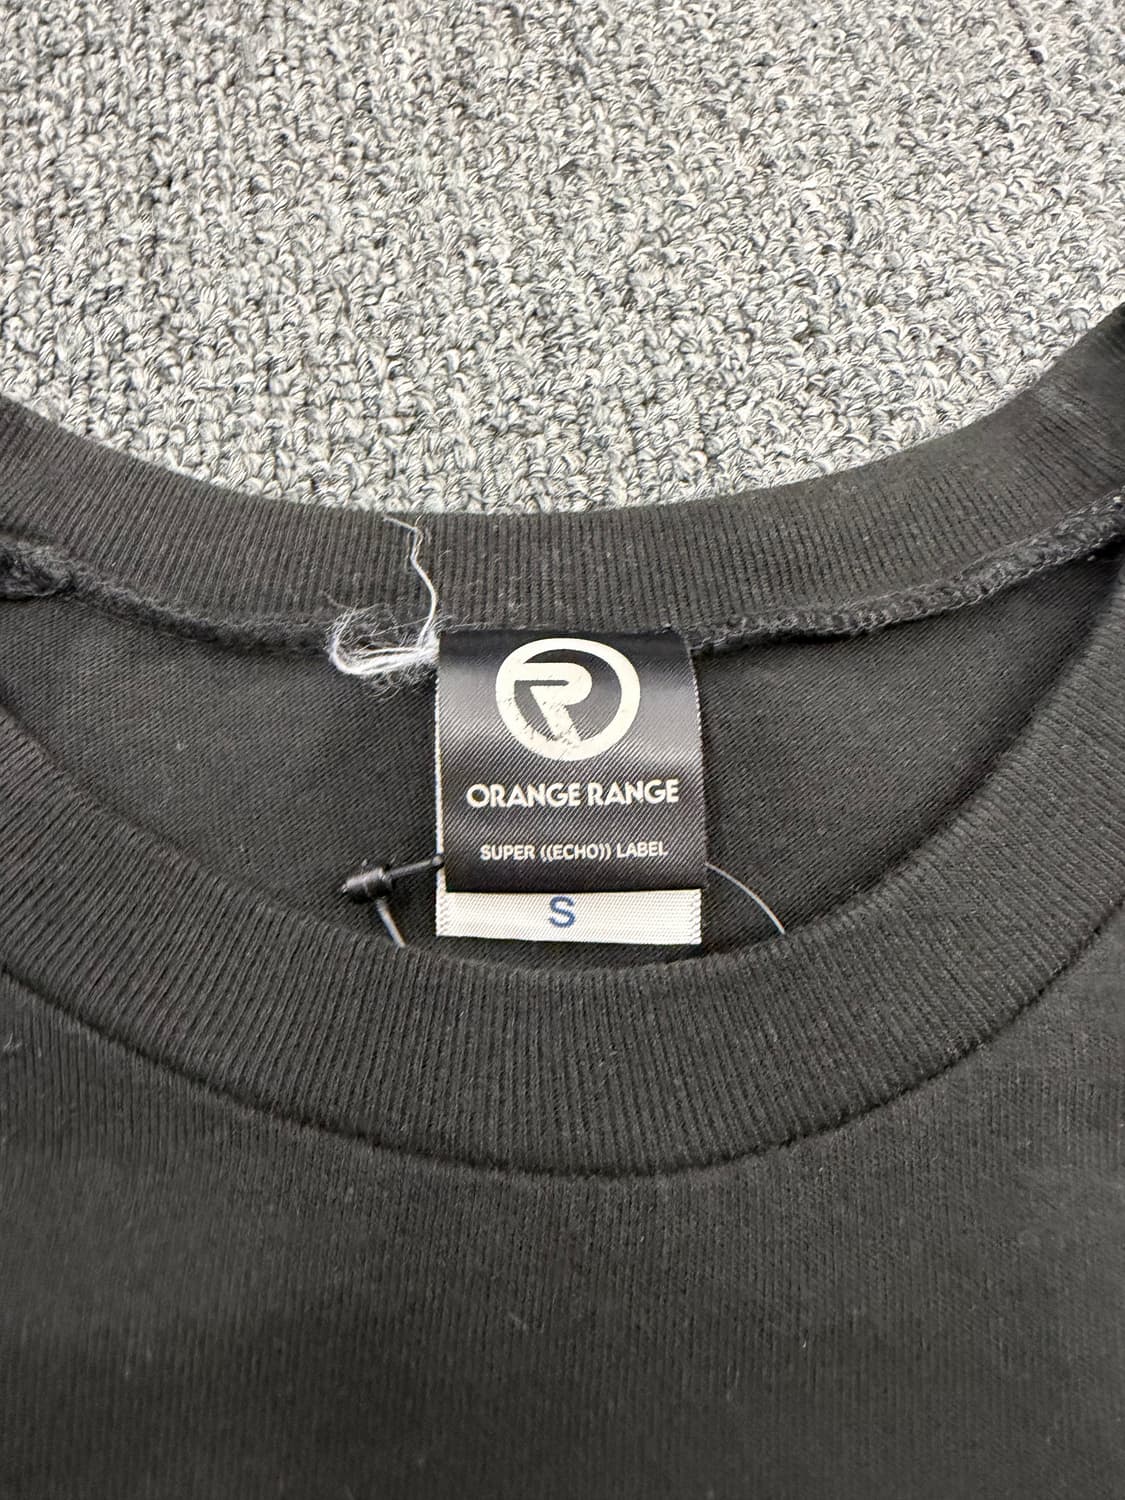 R
ORANGE RANGE
SUPER ((ECHO)) LABEL
S